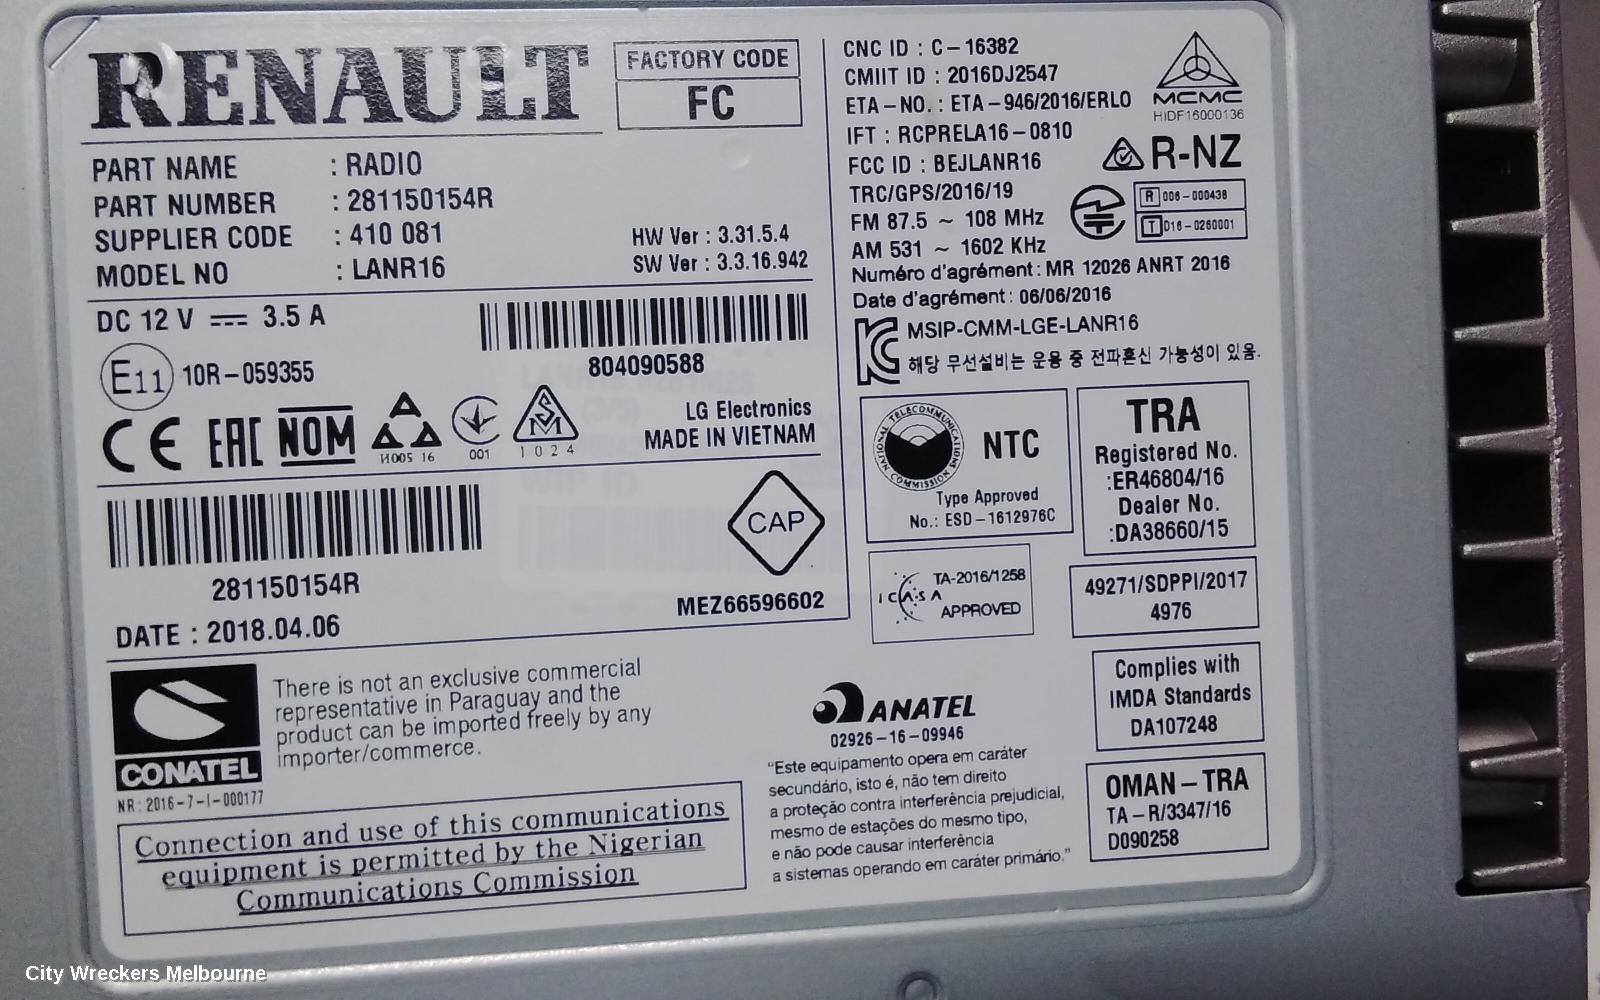 RENAULT
FACTORY CODE
FC
PART NAME : RADIO
PART NUMBER : 281150154R
SUPPLIER CODE : 410 081
MODEL NO : LANR16
HW Ver : 3.31.5.4
SW Ver : 3.3.16.942
DC 12 V 3.5 A
804090588
E11 10R-059355
CE EAC NOM
И005 16
001
1024
LG Electronics
MADE IN VIETNAM
281150154R
CAP
MEZ66596602
DATE : 2018.04.06
CNC ID : C-16382
CMIIT ID : 2016DJ2547
ETA-NO. : ETA-946/2016/ERLO
IFT : RCPRELA16-0810
FCC ID : BEJLANR16
TRC/GPS/2016/19
FM 87.5 ~ 108 MHz
AM 531 ~ 1602 KHz
Numéro d'agrément: MR 12026 ANRT 2016
Date d'agrément: 06/06/2016
MCMC
HIDF16000136
R-NZ
R 006-000438
T D16-0260001
MSIP-CMM-LGE-LANR16
해당 무선설비는 운용 중 전파혼신 가능성이 있음.
NATIONAL TELECOMMUNICATIONS COMMISSION
NTC
Type Approved
No.: ESD-1612976C
TRA
Registered No.
:ER46804/16
Dealer No.
:DA38660/15
ICASA
TA-2016/1258
APPROVED
49271/SDPPI/2017
4976
CONATEL
NR: 2016-7-I-000177
There is not an exclusive commercial
representative in Paraguay and the
product can be imported freely by any
importer/commerce.
Connection and use of this communications
equipment is permitted by the Nigerian
Communications Commission
ANATEL
02926-16-09946
“Este equipamento opera em caráter
secundário, isto é, não tem direito
a proteção contra interferência prejudicial,
mesmo de estações do mesmo tipo,
e não pode causar interferência
a sistemas operando em caráter primário.”
Complies with
IMDA Standards
DA107248
OMAN-TRA
TA-R/3347/16
D090258
City Wreckers Melbourne